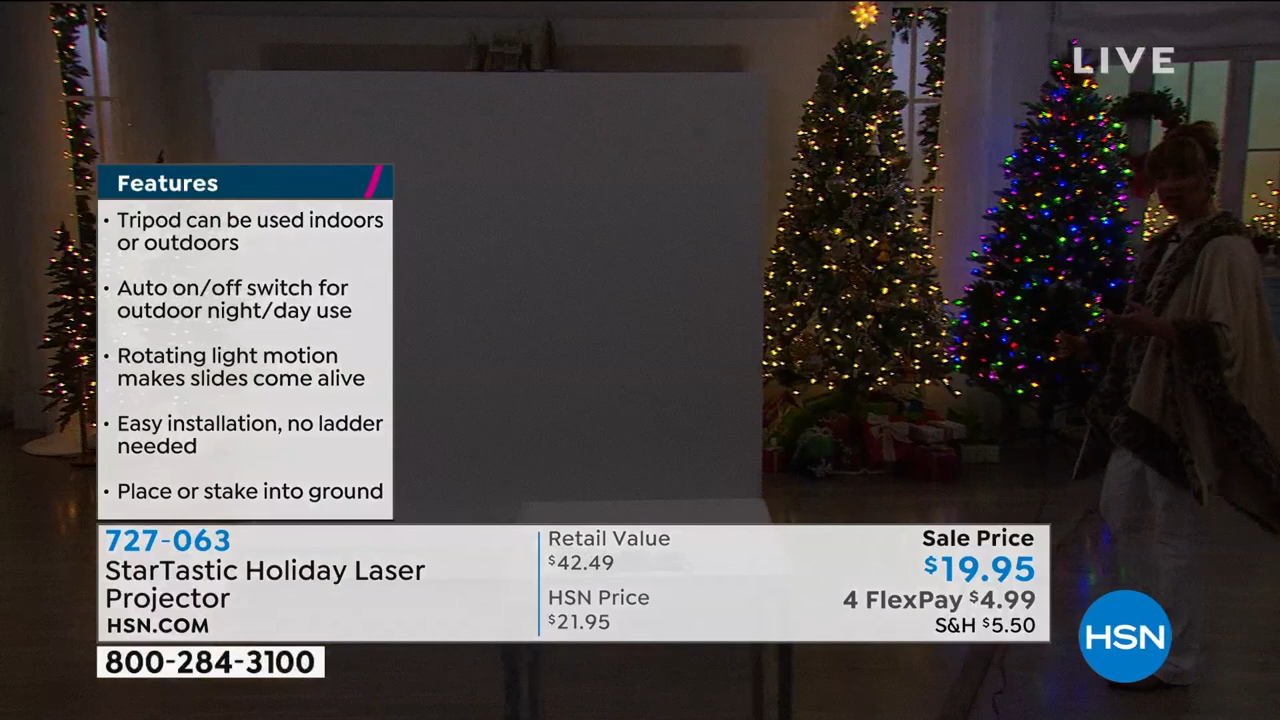 LIVE
Features
• Tripod can be used indoors
or outdoors
• Auto on/off switch for
outdoor night/day use
• Rotating light motion
makes slides come alive
• Easy installation, no ladder
needed
• Place or stake into ground
727-063
StarTastic Holiday Laser
Projector
HSN.COM
Retail Value
$42.49
HSN Price
$21.95
Sale Price
$19.95
4 FlexPay $4.99
S&H $5.50
HSN
800-284-3100